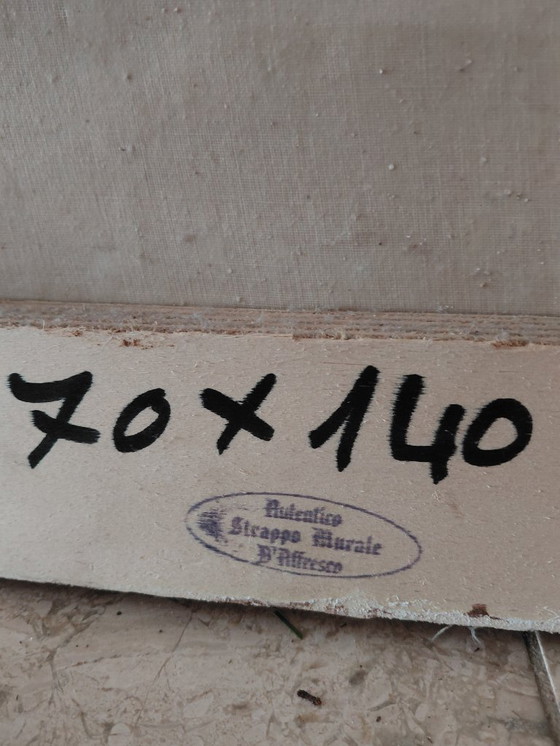 70 x 140
Autentico
Strappo Murale
D'Affresco